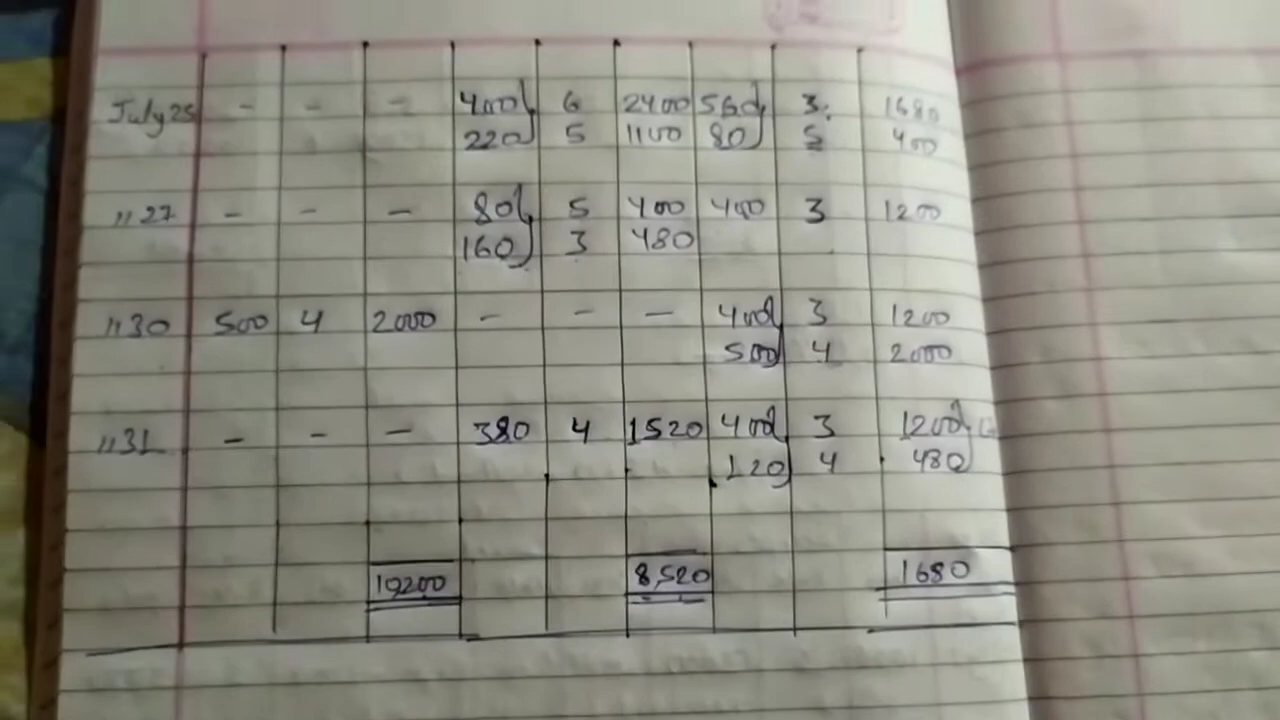 July 25 - - - 400 6 2400 560 3 1680
220 5 1100 80 5 400
,, 27 - - - 80 5 400 400 3 1200
160 3 480
,, 30 500 4 2000 - - - 400 3 1200
500 4 2000
,, 31 - - - 380 4 1520 400 3 1200
120 4 480
10200 8,520 1680